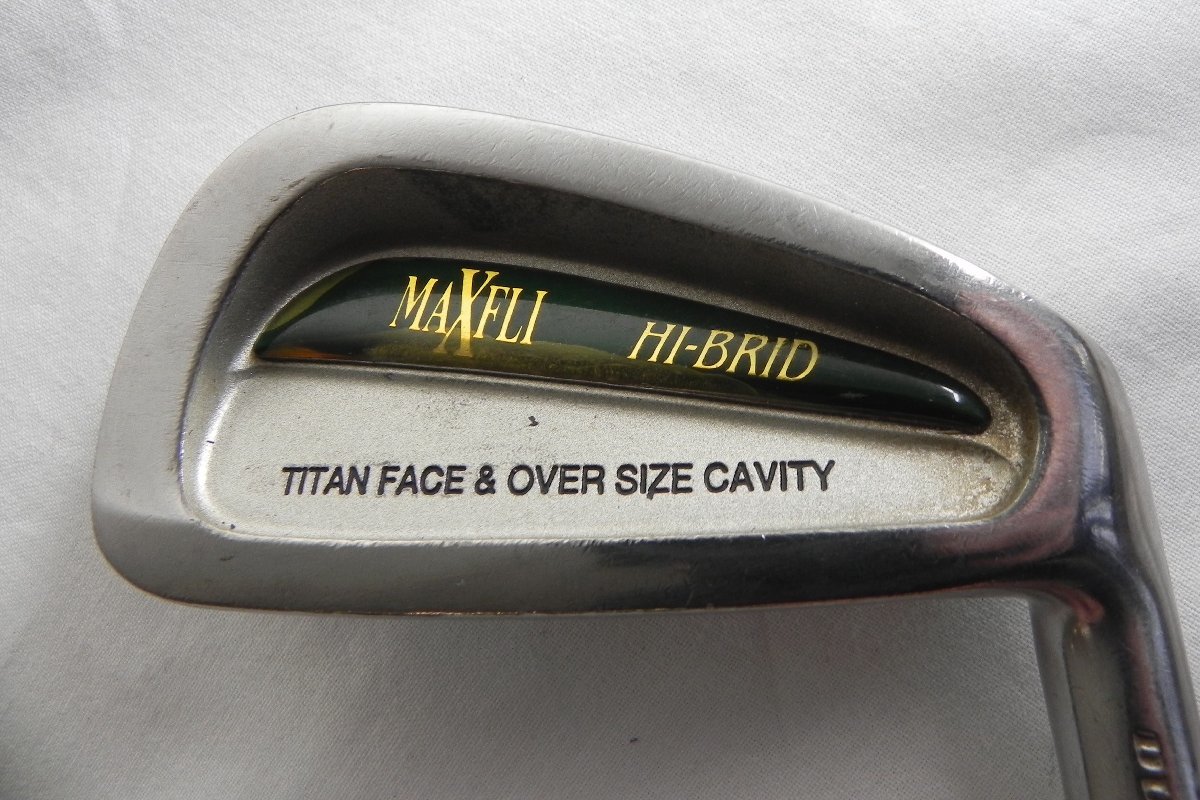 MAXFLI HI-BRID
TITAN FACE & OVER SIZE CAVITY